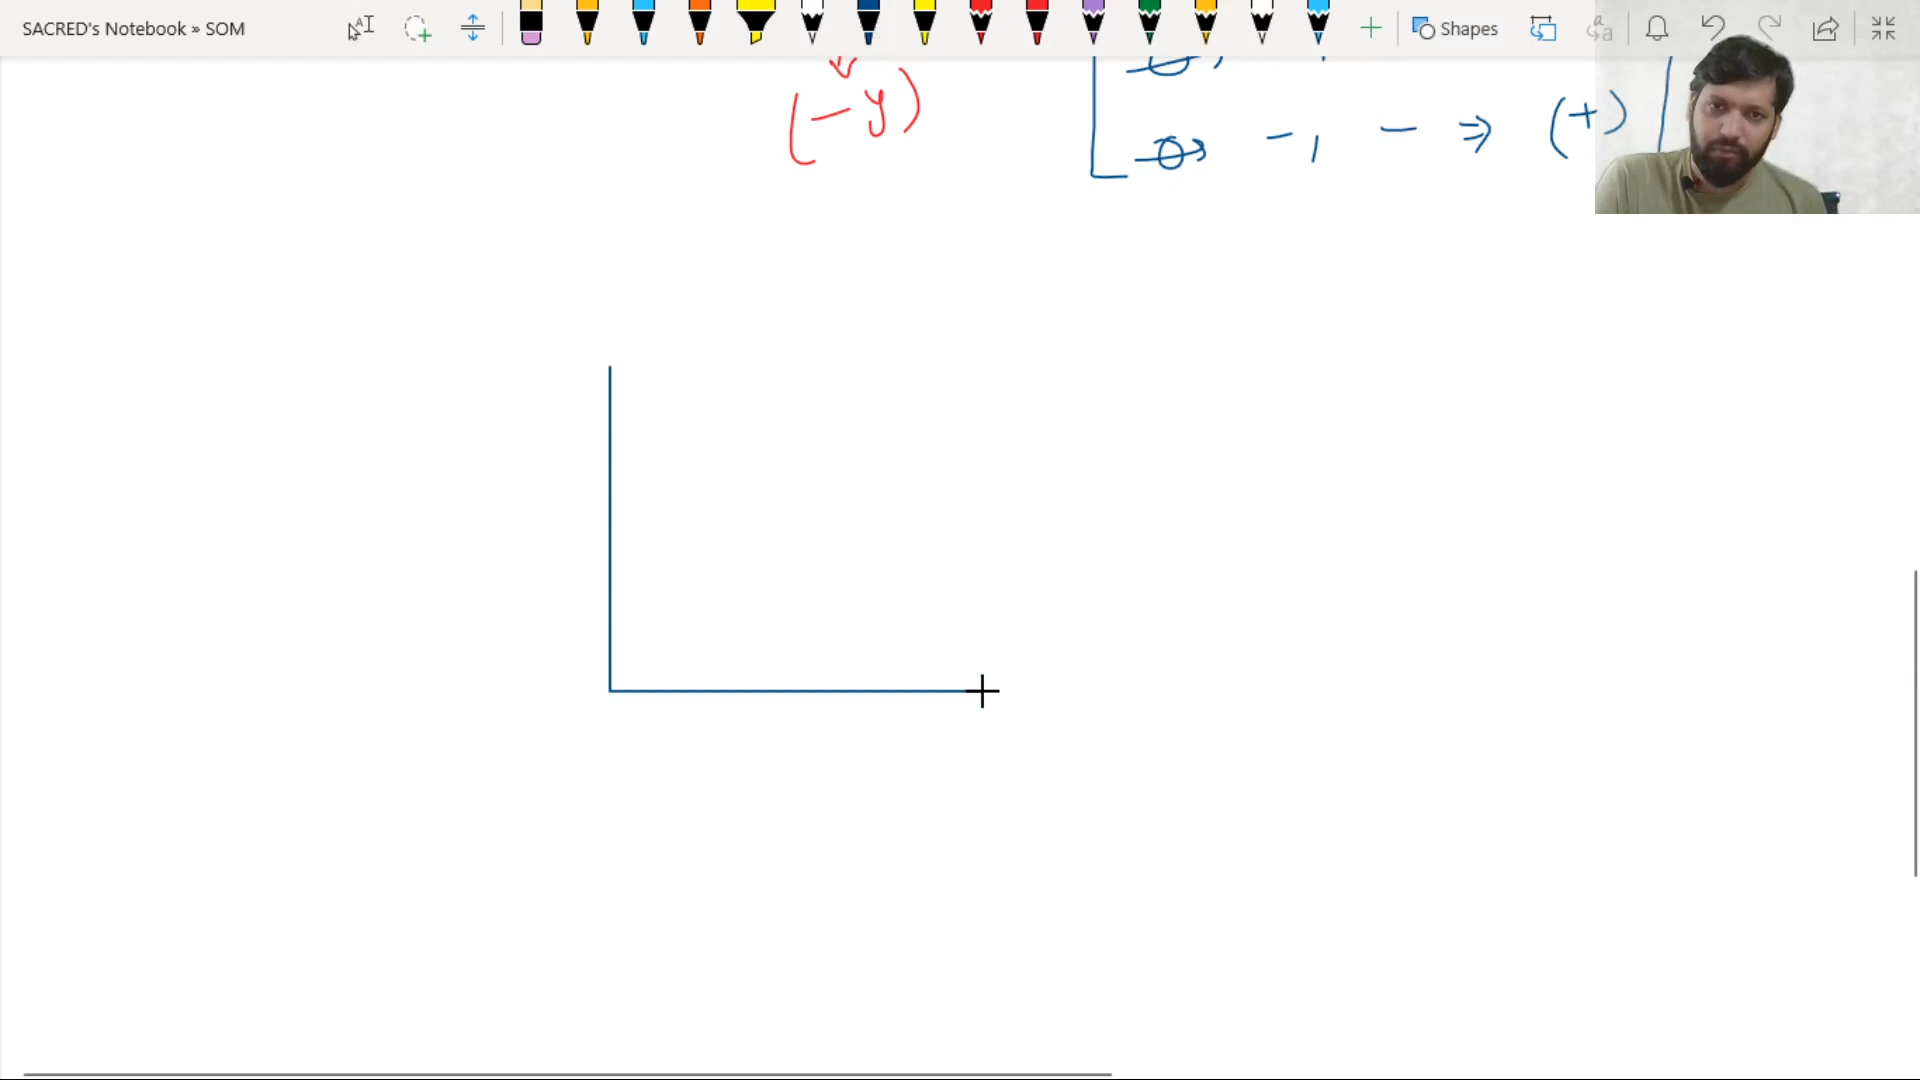 SACRED's Notebook » SOM
Shapes
(-y)
-, - ⇒ (+)